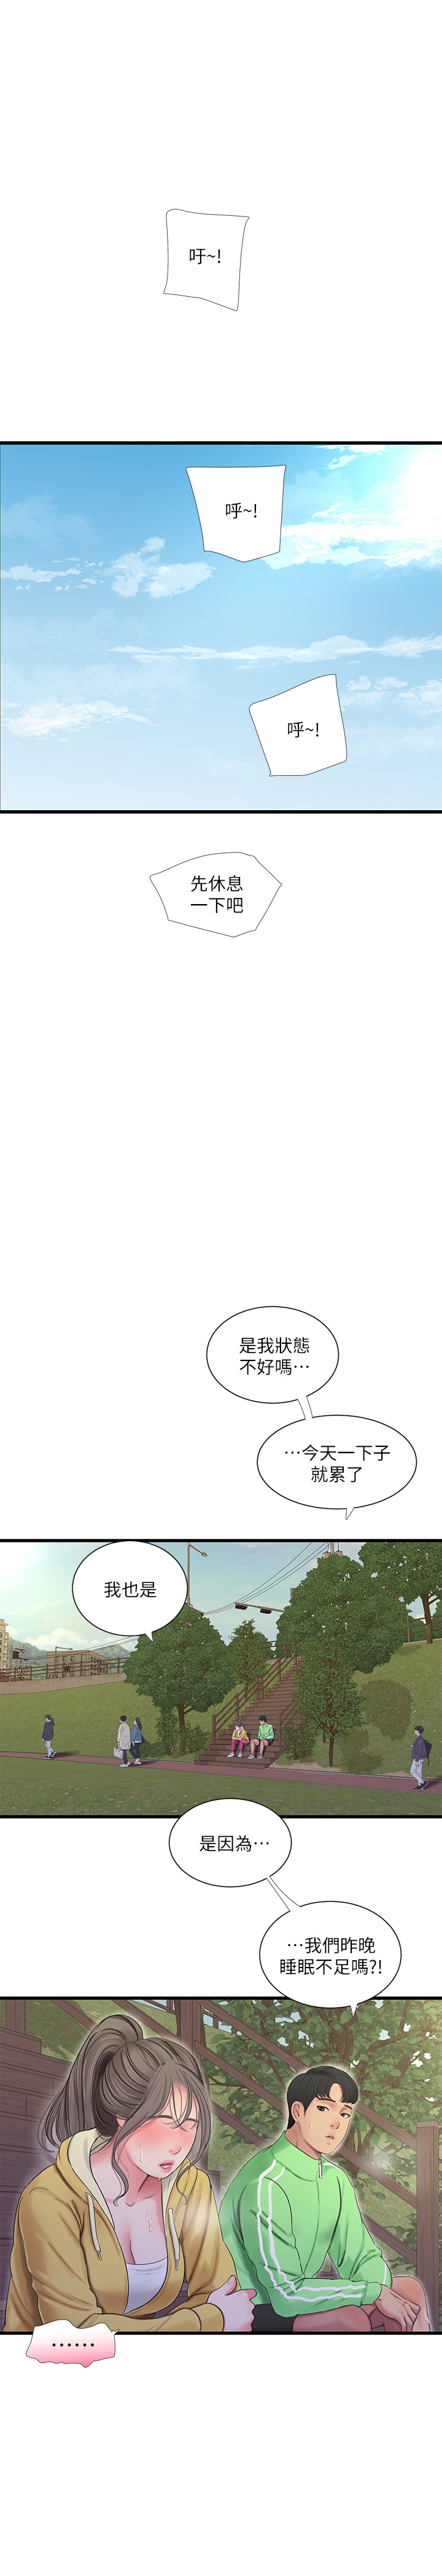 吁~!
呼~!
呼~!
先休息
一下吧
是我狀態
不好嗎…
…今天一下子
就累了
我也是
是因為…
…我們昨晚
睡眠不足嗎?!
……